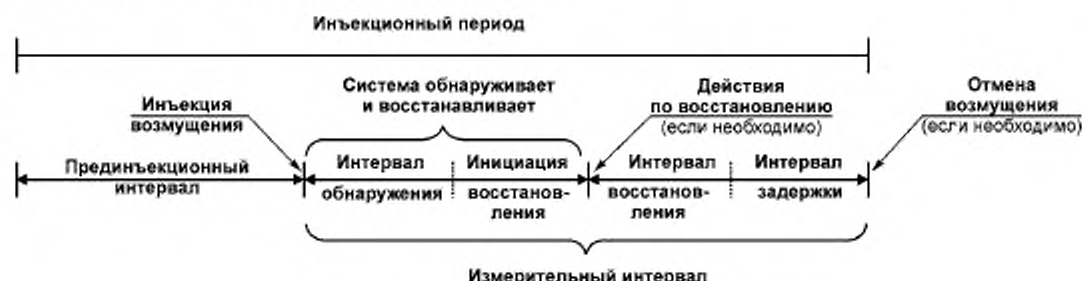 Инъекционный период
Система обнаруживает
и восстанавливает
Инъекция
возмущения
Действия
по восстановлению
(если необходимо)
Отмена
возмущения
(если необходимо)
Прединъекционный
интервал
Интервал
обнаружения
Инициация
восстанов-
ления
Интервал
восстанов-
ления
Интервал
задержки
Измерительный интервал